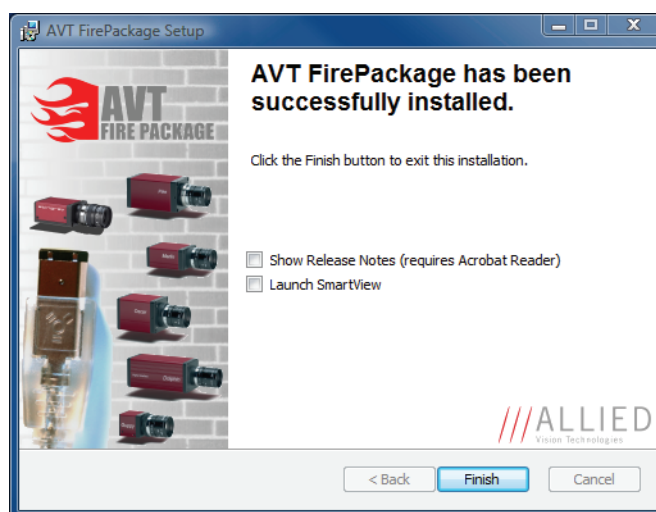 AVT FirePackage Setup
AVT FirePackage has been
successfully installed.
AVT
FIRE PACKAGE
Click the Finish button to exit this installation.
Show Release Notes (requires Acrobat Reader)
Launch SmartView
ALLIED
Vision Technologies
< Back
Finish
Cancel